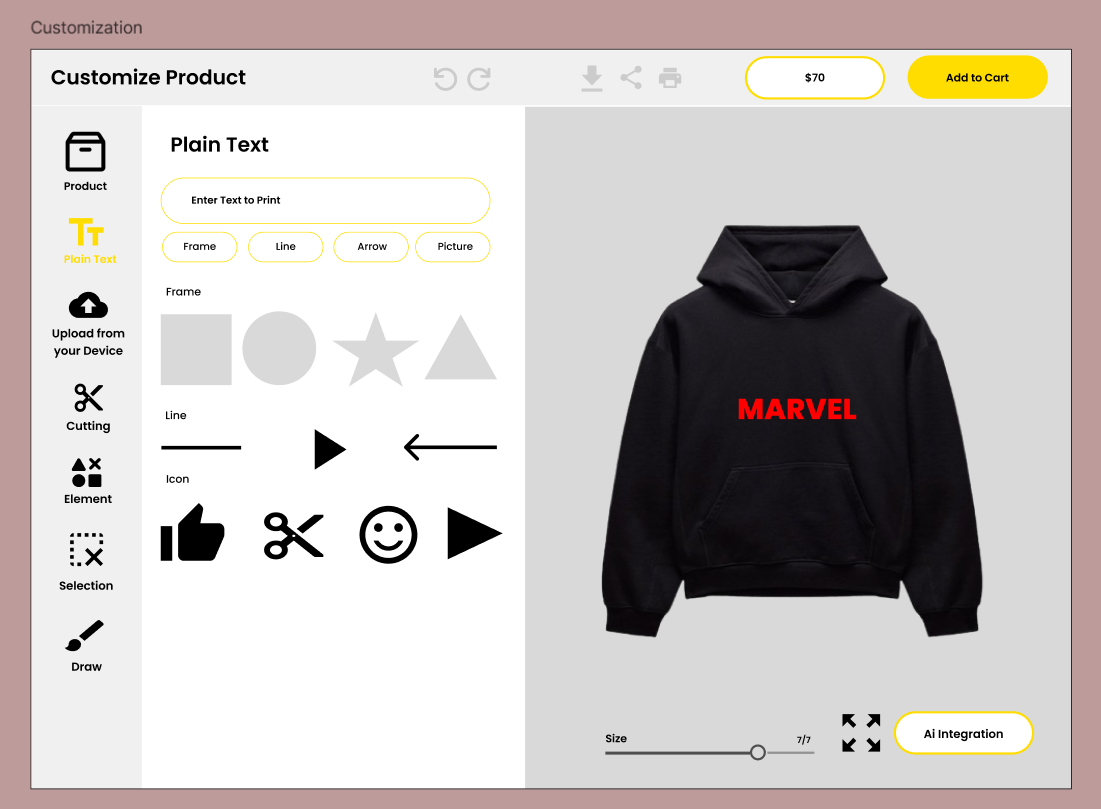 Customization
Customize Product
$70
Add to Cart
Product
Plain Text
Upload from
your Device
Cutting
Element
Selection
Draw
Plain Text
Enter Text to Print
Frame
Line
Arrow
Picture
Frame
Line
Icon
MARVEL
Size
7/7
Ai Integration